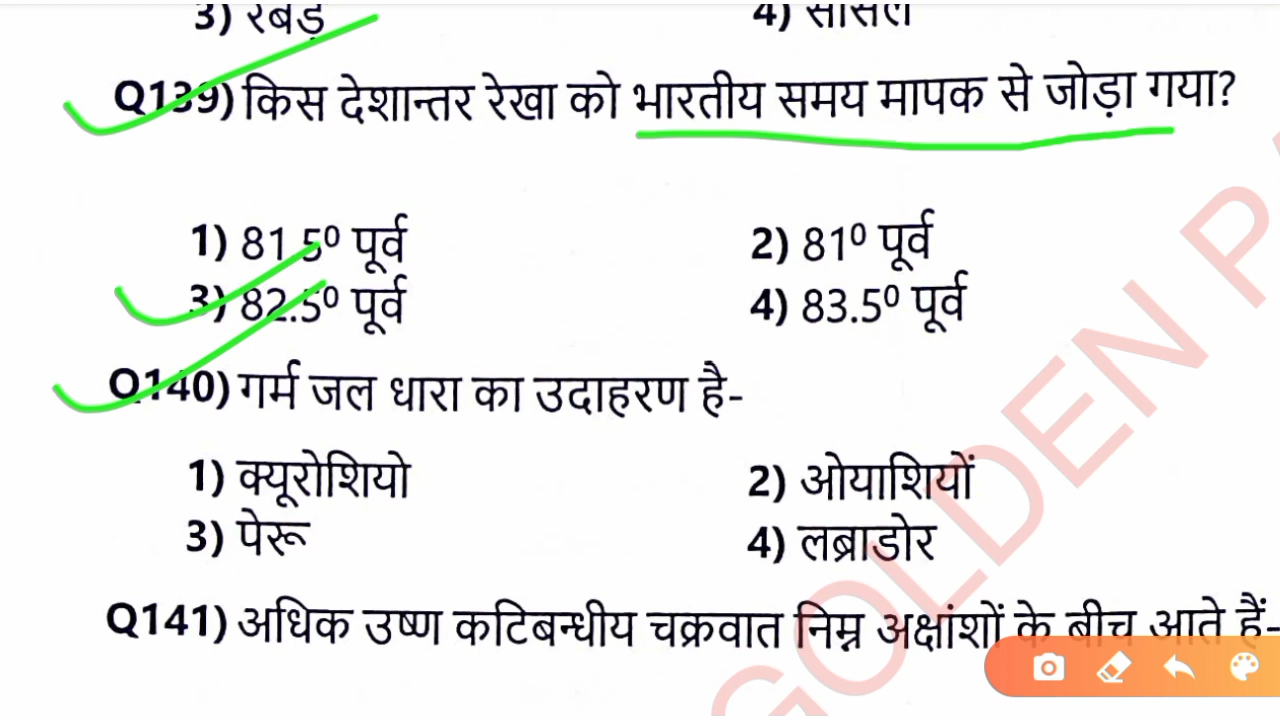 3) रबड़
4) सीसल
Q139) किस देशान्तर रेखा को भारतीय समय मापक से जोड़ा गया?
1) 81.5⁰ पूर्व 2) 81⁰ पूर्व
3) 82.5⁰ पूर्व 4) 83.5⁰ पूर्व
Q140) गर्म जल धारा का उदाहरण है-
1) क्यूरोशियो 2) ओयाशियों
3) पेरू 4) लब्राडोर
Q141) अधिक उष्ण कटिबन्धीय चक्रवात निम्न अक्षांशों के बीच आते हैं-
GOLDEN P